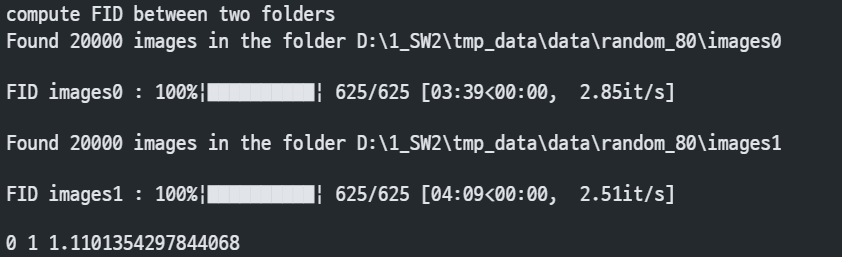 compute FID between two folders
Found 20000 images in the folder D:\1_SW2\tmp_data\data\random_80\images0
FID images0 : 100%¦██████████¦ 625/625 [03:39<00:00,  2.85it/s]
Found 20000 images in the folder D:\1_SW2\tmp_data\data\random_80\images1
FID images1 : 100%¦██████████¦ 625/625 [04:09<00:00,  2.51it/s]
0 1 1.1101354297844068